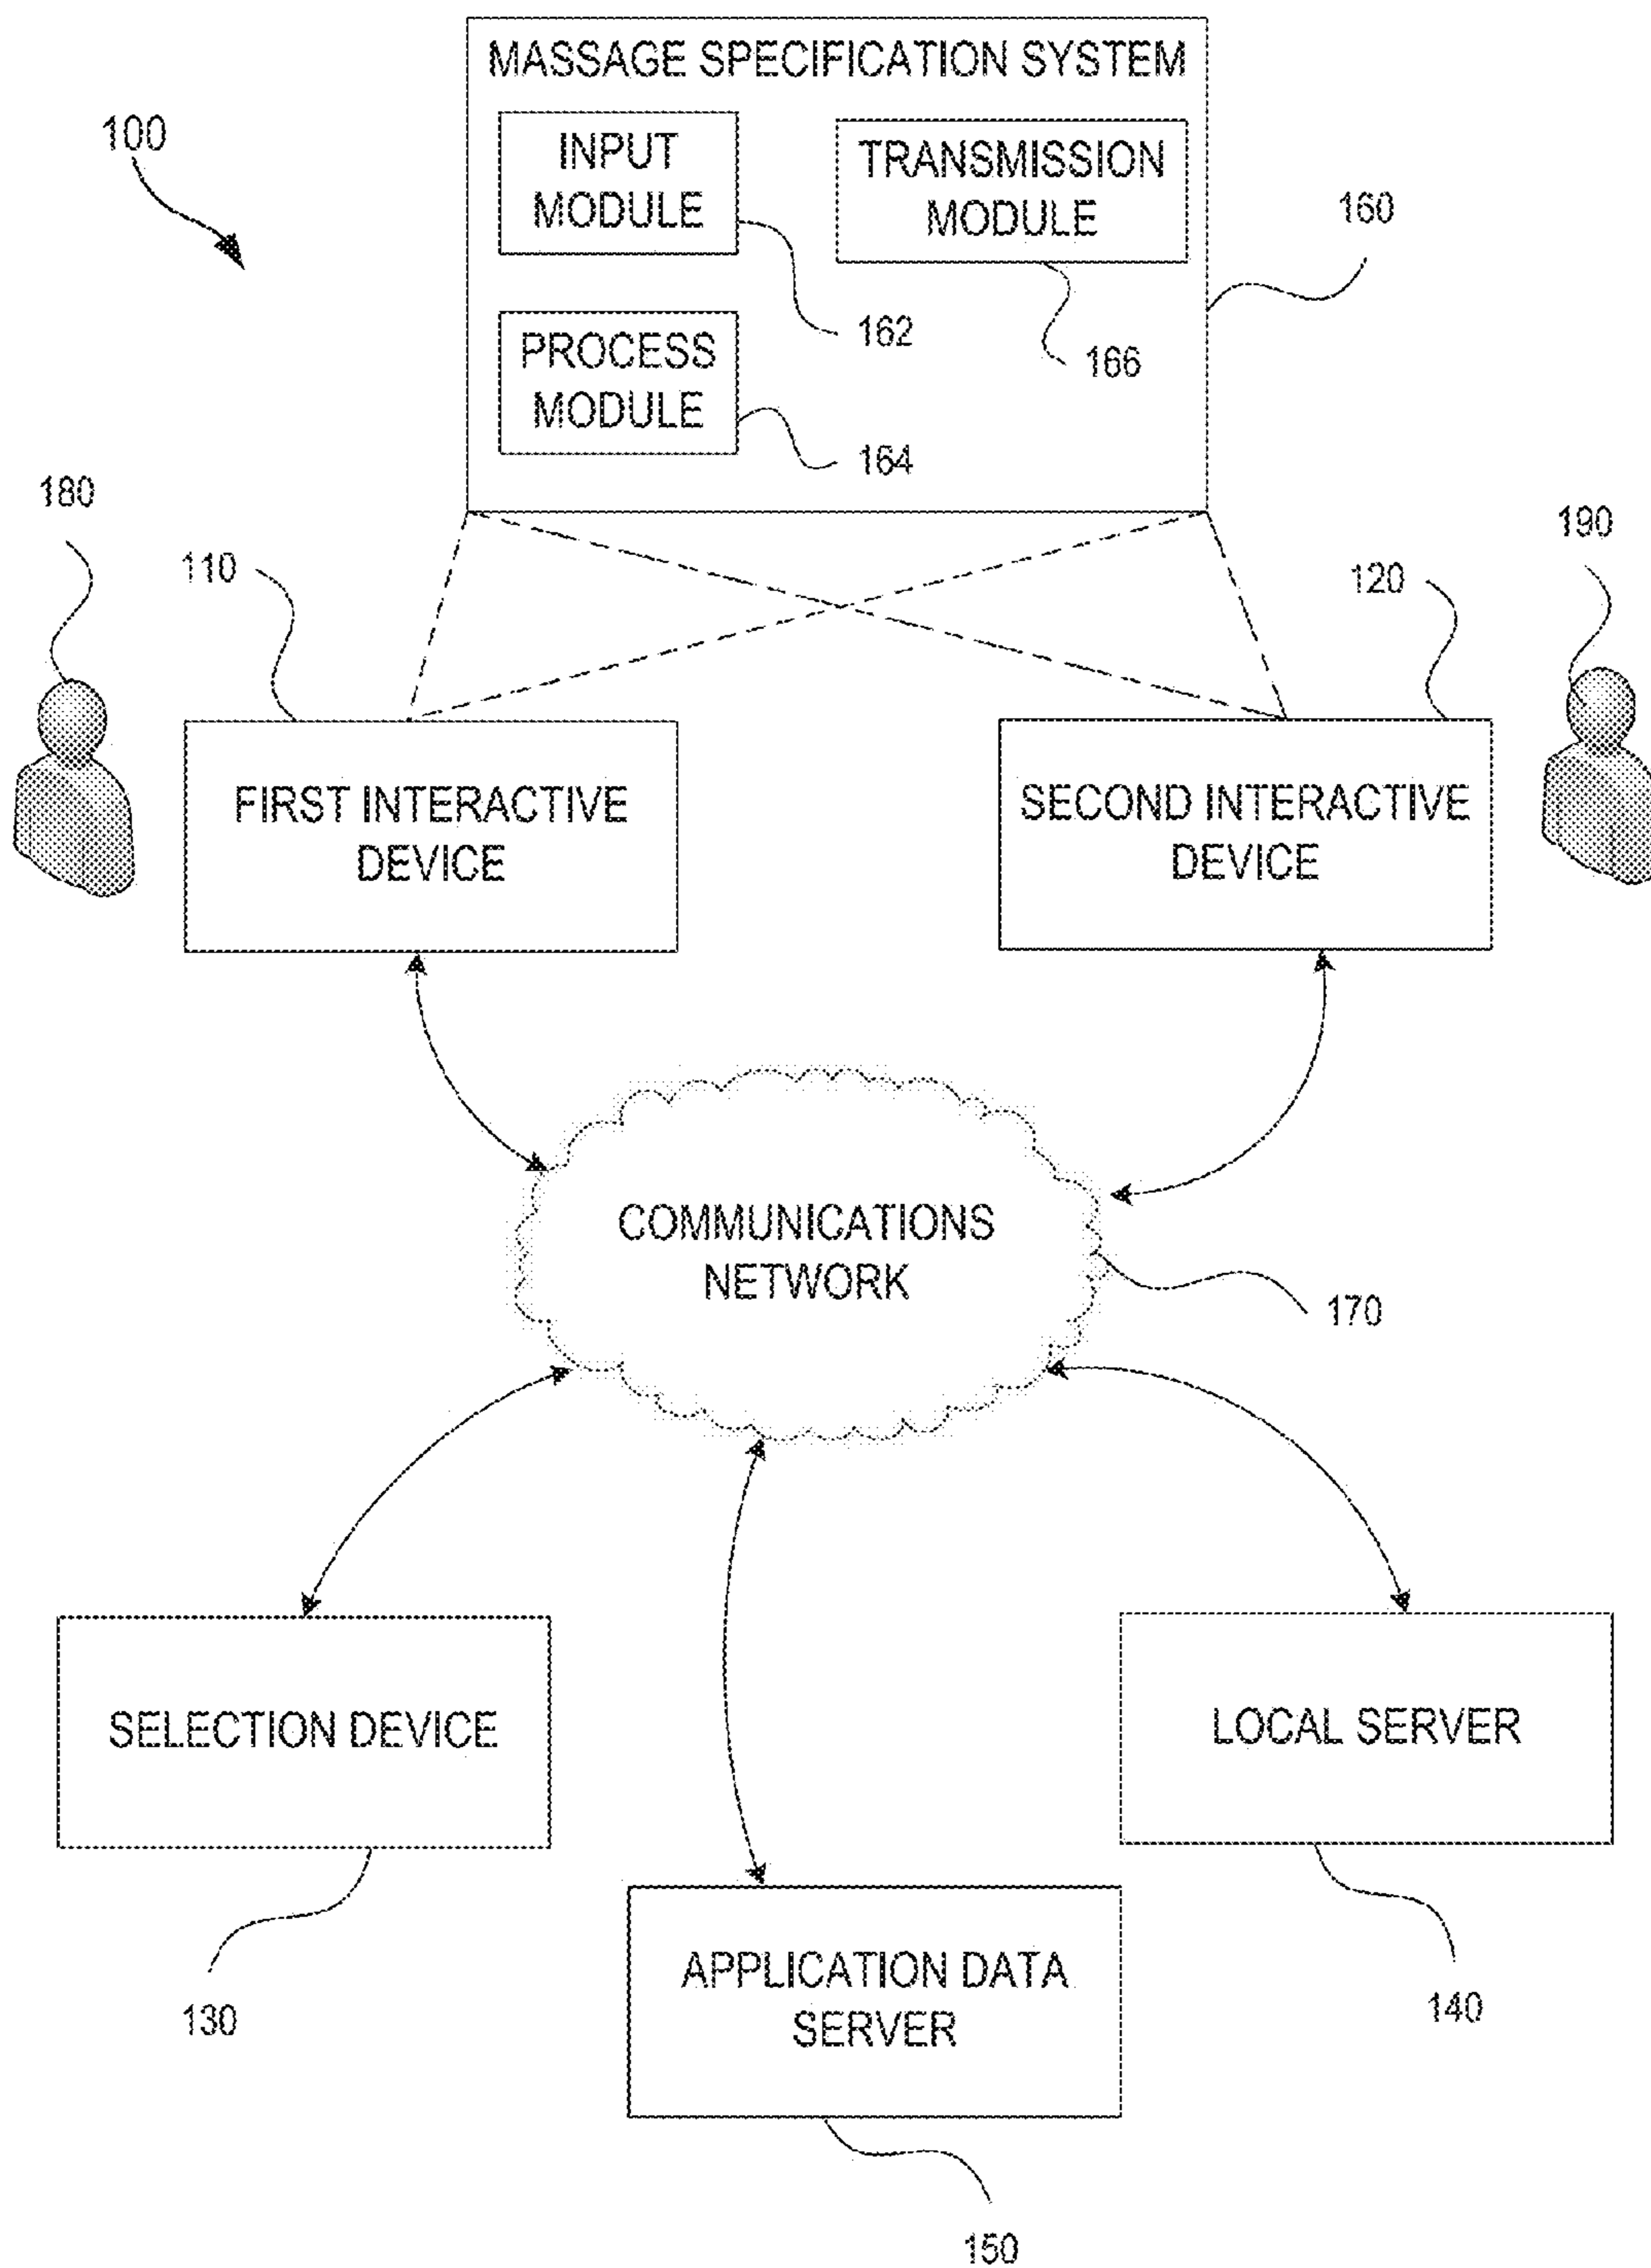 MASSAGE SPECIFICATION SYSTEM
100
INPUT
MODULE
TRANSMISSION
MODULE
160
162
166
PROCESS
MODULE
164
180
190
110
120
FIRST INTERACTIVE
DEVICE
SECOND INTERACTIVE
DEVICE
COMMUNICATIONS
NETWORK
170
SELECTION DEVICE
LOCAL SERVER
130
APPLICATION DATA
SERVER
140
150